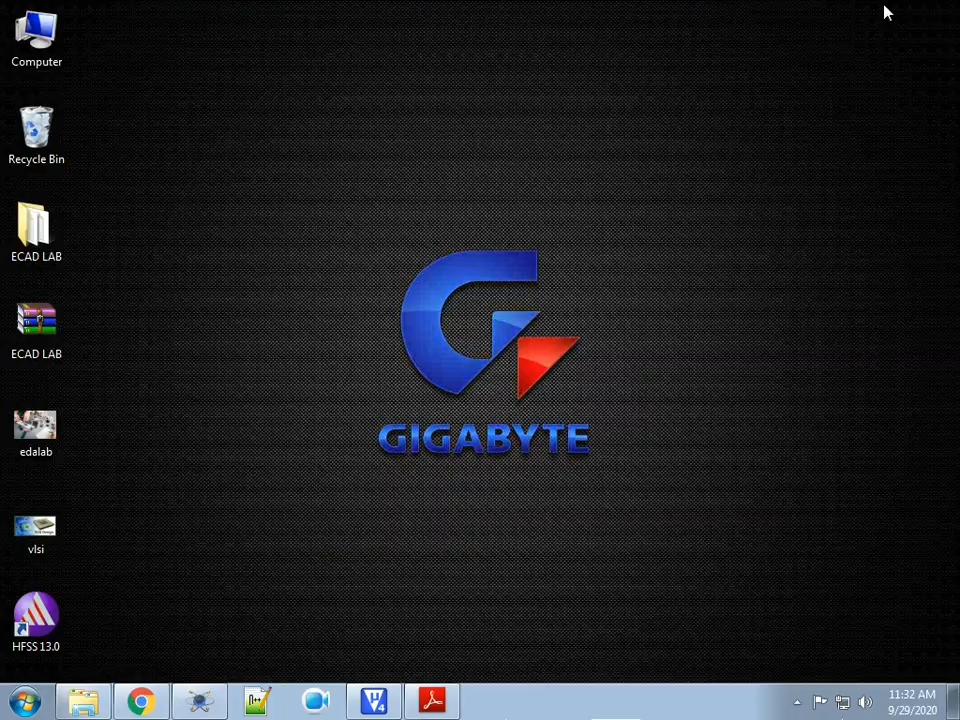 Computer
Recycle Bin
ECAD LAB
ECAD LAB
edalab
vlsi
HFSS 13.0
GIGABYTE
11:32 AM
9/29/2020